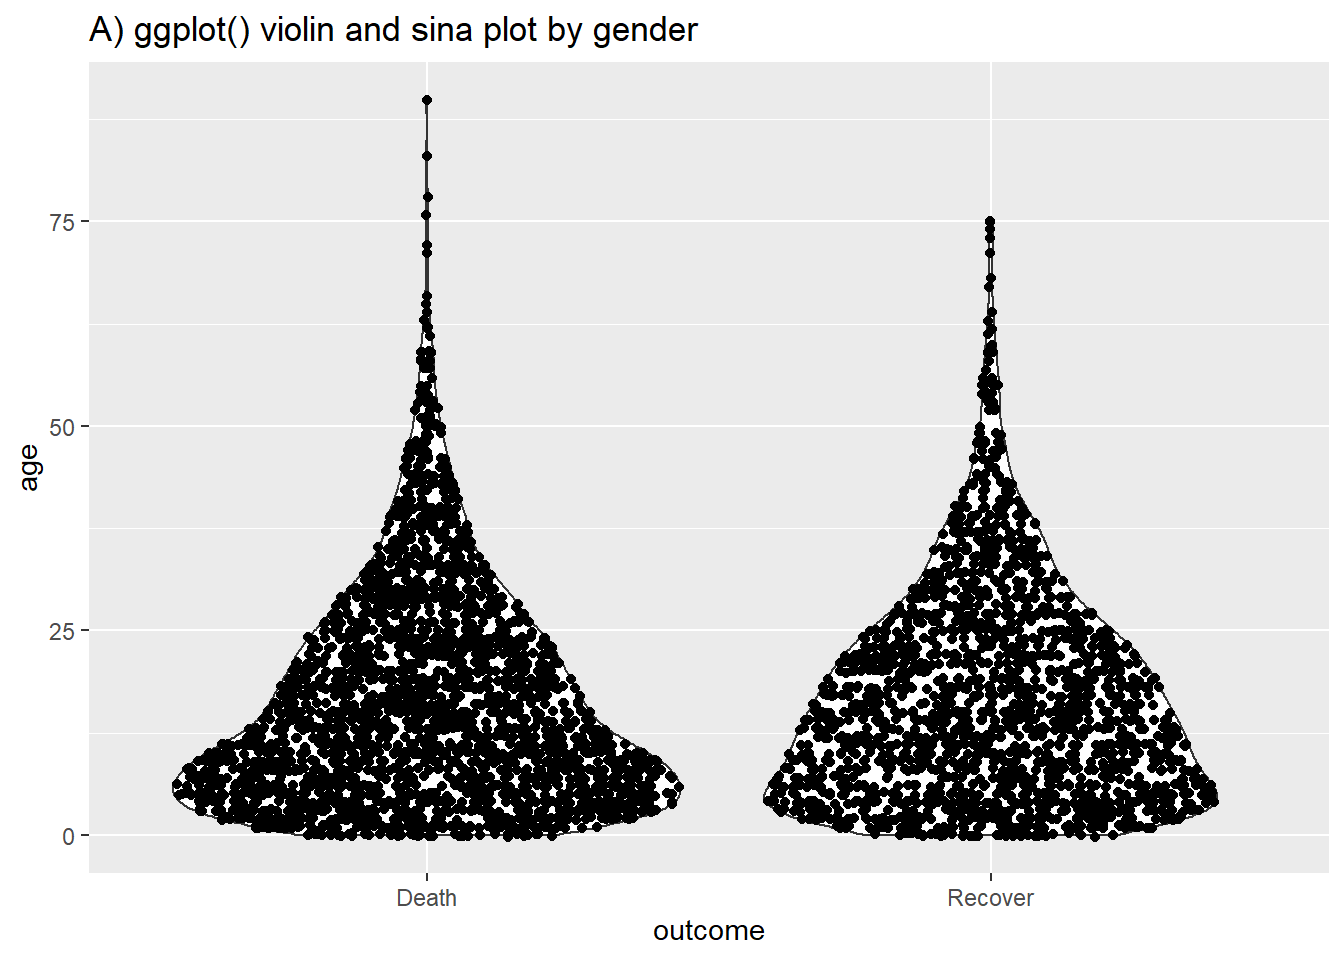 A) ggplot() violin and sina plot by gender
75
50
25
0
age
Death
Recover
outcome